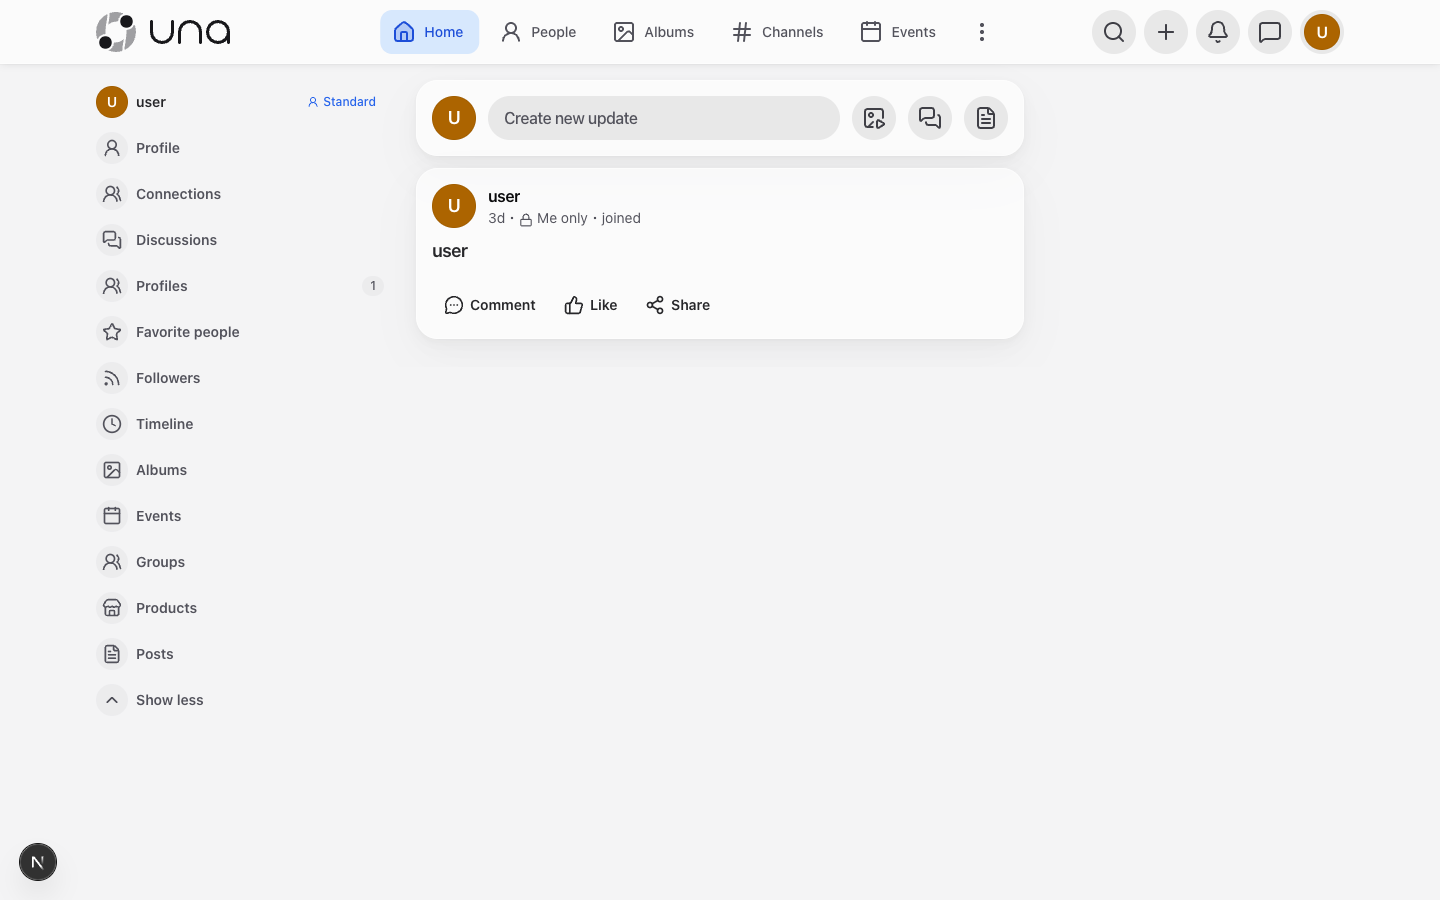 una
Home
People
Albums
Channels
Events
U
U
user
Standard
Profile
Connections
Discussions
Profiles
1
Favorite people
Followers
Timeline
Albums
Events
Groups
Products
Posts
Show less
U
Create new update
U
user
3d · Me only · joined
user
Comment
Like
Share
N